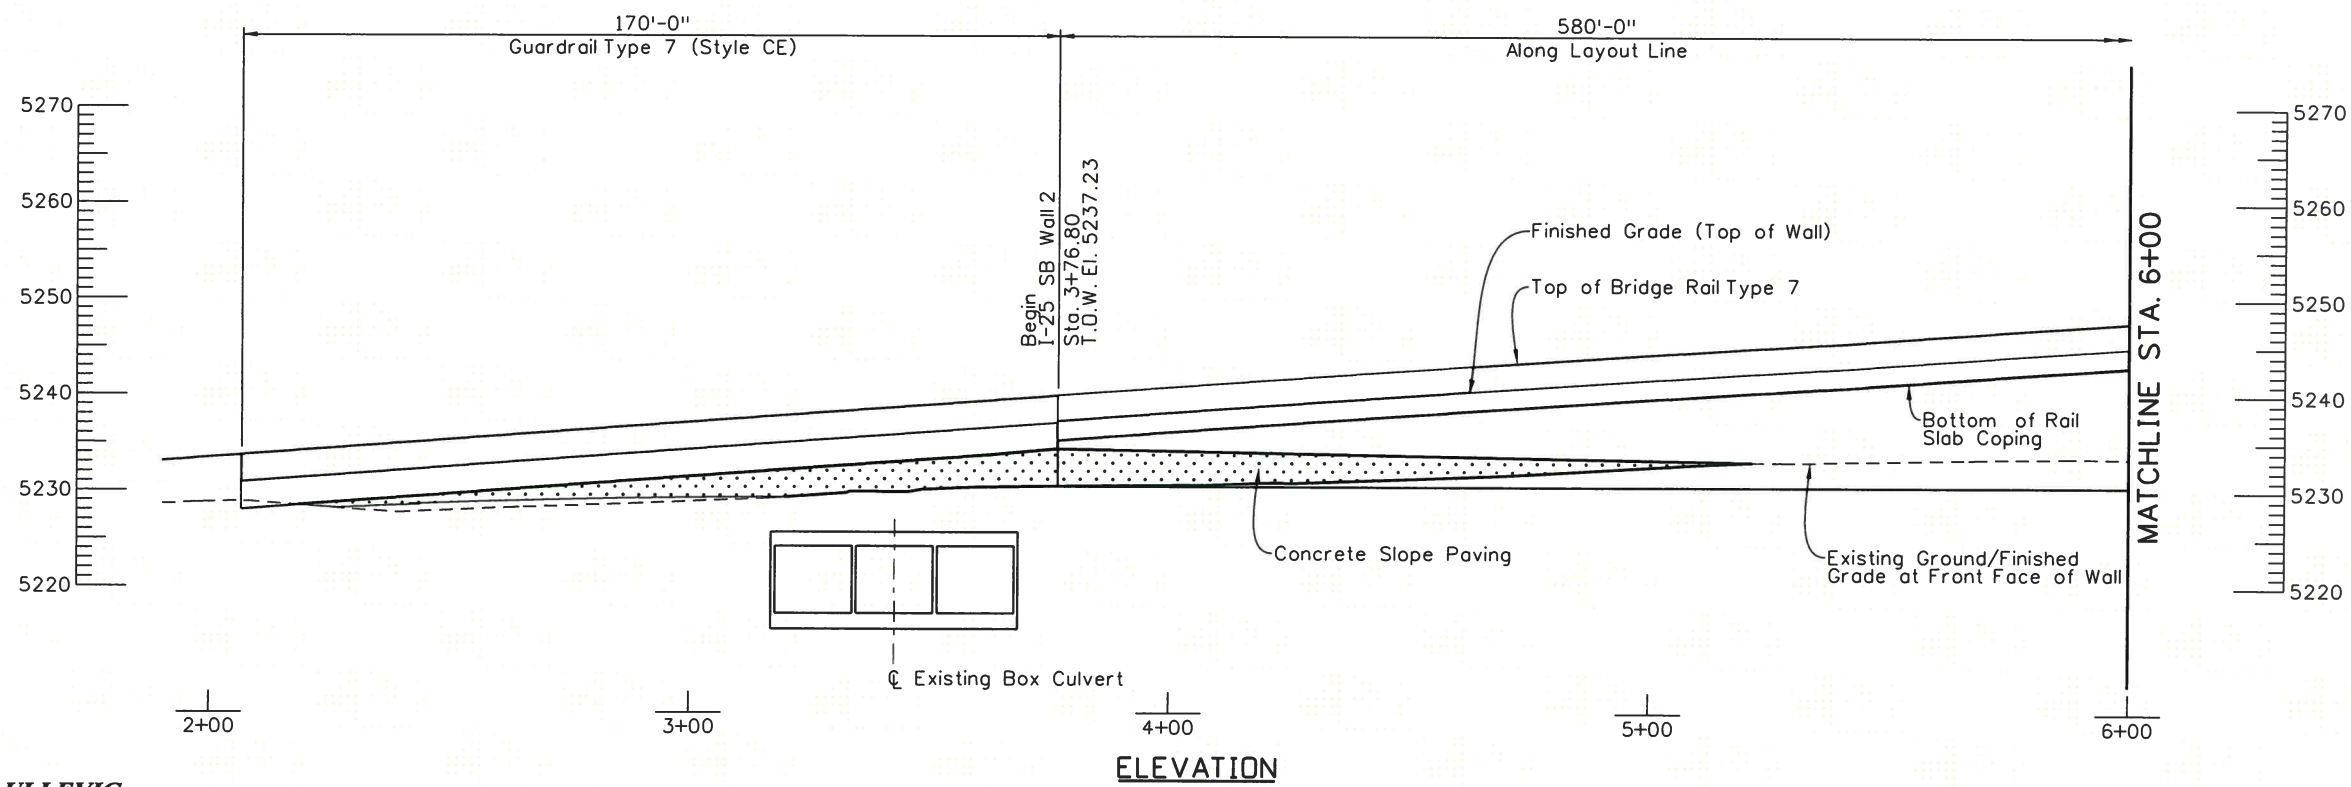 170'-0"
Guardrail Type 7 (Style CE)
580'-0"
Along Layout Line
5270
5260
5250
5240
5230
5220
Begin
I-25 SB Wall 2
Sta. 3+76.80
T.O.W. El. 5237.23
Finished Grade (Top of Wall)
Top of Bridge Rail Type 7
Bottom of Rail
Slab Coping
Concrete Slope Paving
Existing Ground/Finished
Grade at Front Face of Wall
℄ Existing Box Culvert
MATCHLINE STA. 6+00
5270
5260
5250
5240
5230
5220
2+00
3+00
4+00
5+00
6+00
ELEVATION